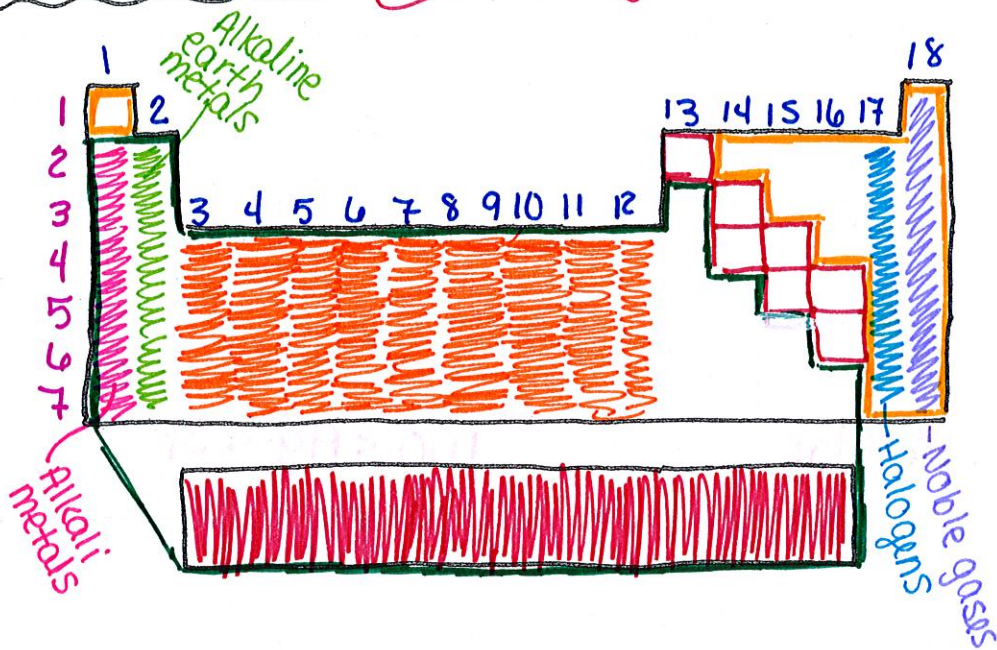 Alkaline
earth
metals
1
18
1
2
13 14 15 16 17
2
3
3 4 5 6 7 8 9 10 11 12
4
5
6
7
Alkali
metals
Halogens
Noble gases